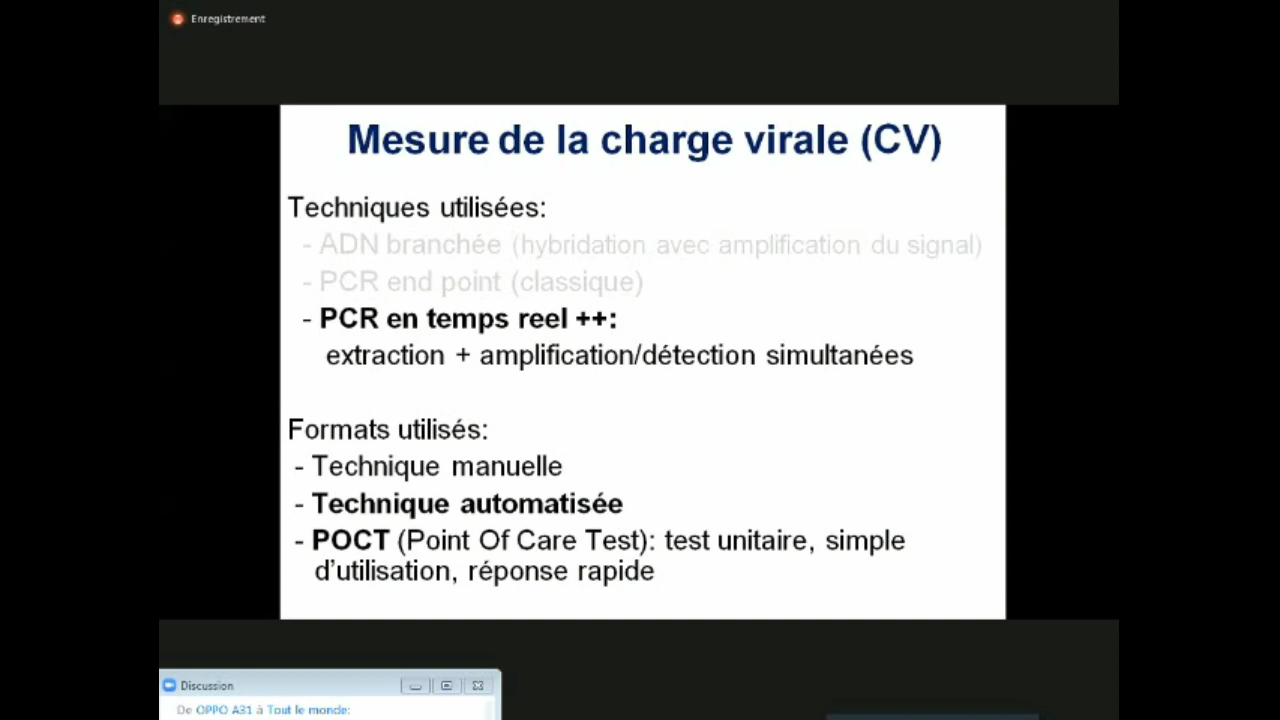 Enregistrement
Mesure de la charge virale (CV)
Techniques utilisées:
- ADN branchée (hybridation avec amplification du signal)
- PCR end point (classique)
- PCR en temps reel ++:
extraction + amplification/détection simultanées
Formats utilisés:
- Technique manuelle
- Technique automatisée
- POCT (Point Of Care Test): test unitaire, simple
d'utilisation, réponse rapide
Discussion
De OPPO A31 à Tout le monde: